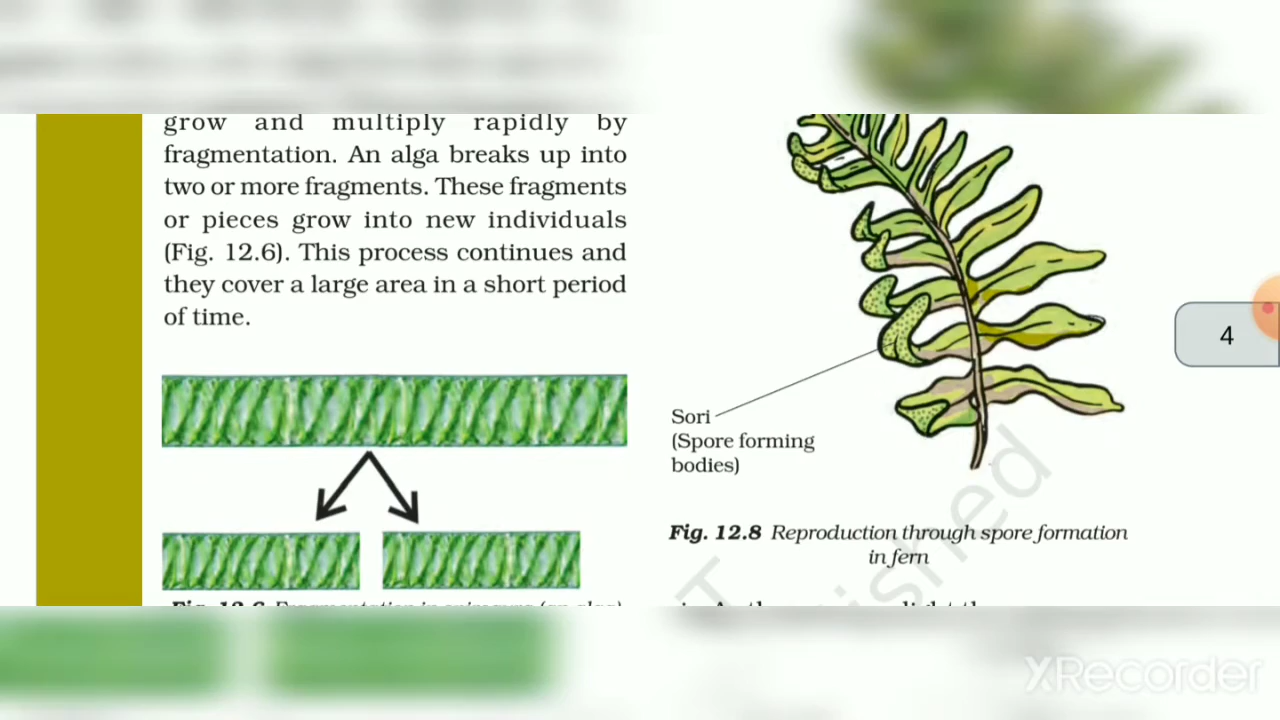 grow and multiply rapidly by
fragmentation. An alga breaks up into
two or more fragments. These fragments
or pieces grow into new individuals
(Fig. 12.6). This process continues and
they cover a large area in a short period
of time.
Sori
(Spore forming
bodies)
Fig. 12.8 Reproduction through spore formation
in fern
4
XRecorder